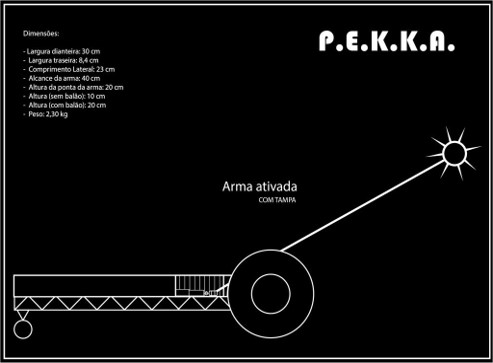 Dimensões:
P.E.K.K.A.
- Largura dianteira: 30 cm
- Largura traseira: 8,4 cm
- Comprimento Lateral: 23 cm
- Alcance da arma: 40 cm
- Altura da ponta da arma: 20 cm
- Altura (sem balão): 10 cm
- Altura (com balão): 20 cm
- Peso: 2,30 kg
Arma ativada
COM TAMPA